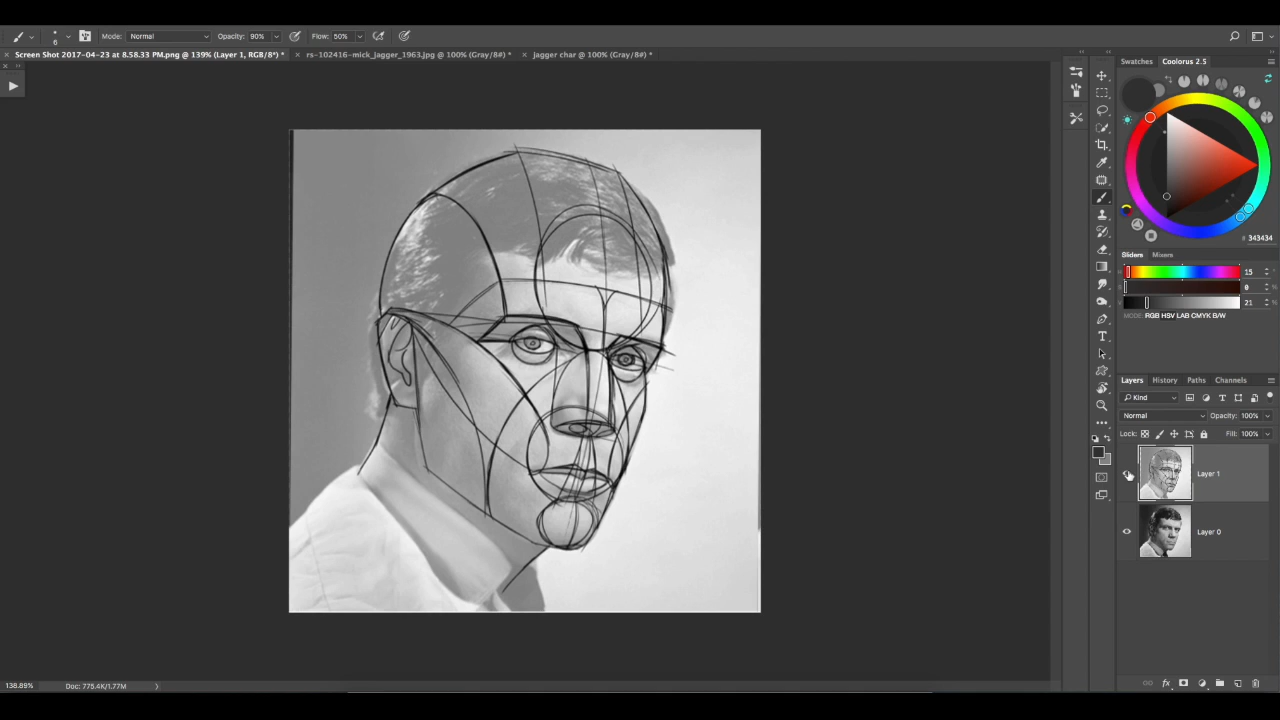 Mode: Normal Opacity: 90% Flow: 50%
6
Screen Shot 2017-04-23 at 8.58.33 PM.png @ 139% (Layer 1, RGB/8*) * rs-102416-mick_jagger_1963.jpg @ 100% (Gray/8#) * jagger char @ 100% (Gray/8#) *
Swatches Coolorus 2.5
# 343434
Sliders Mixers
15
0
21
MODE: RGB HSV LAB CMYK B/W
Layers History Paths Channels
Kind
Normal Opacity: 100%
Lock: Fill: 100%
Layer 1
Layer 0
138.89% Doc: 775.4K/1.77M